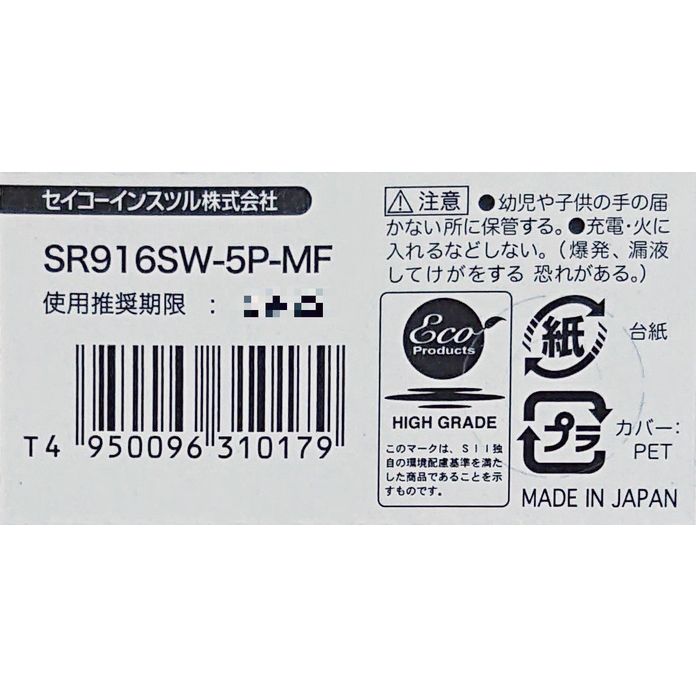 セイコーインスツル株式会社
SR916SW-5P-MF
使用推奨期限 :
T4 950096 310179
⚠注意 ●幼児や子供の手の届
かない所に保管する。●充電・火に
入れるなどしない。(爆発、漏液
してけがをする 恐れがある。)
Eco
Products
HIGH GRADE
このマークは、SII独
自の環境配慮基準を満た
した商品であることを示
すものです。
紙
台紙
プラ
カバー:
PET
MADE IN JAPAN